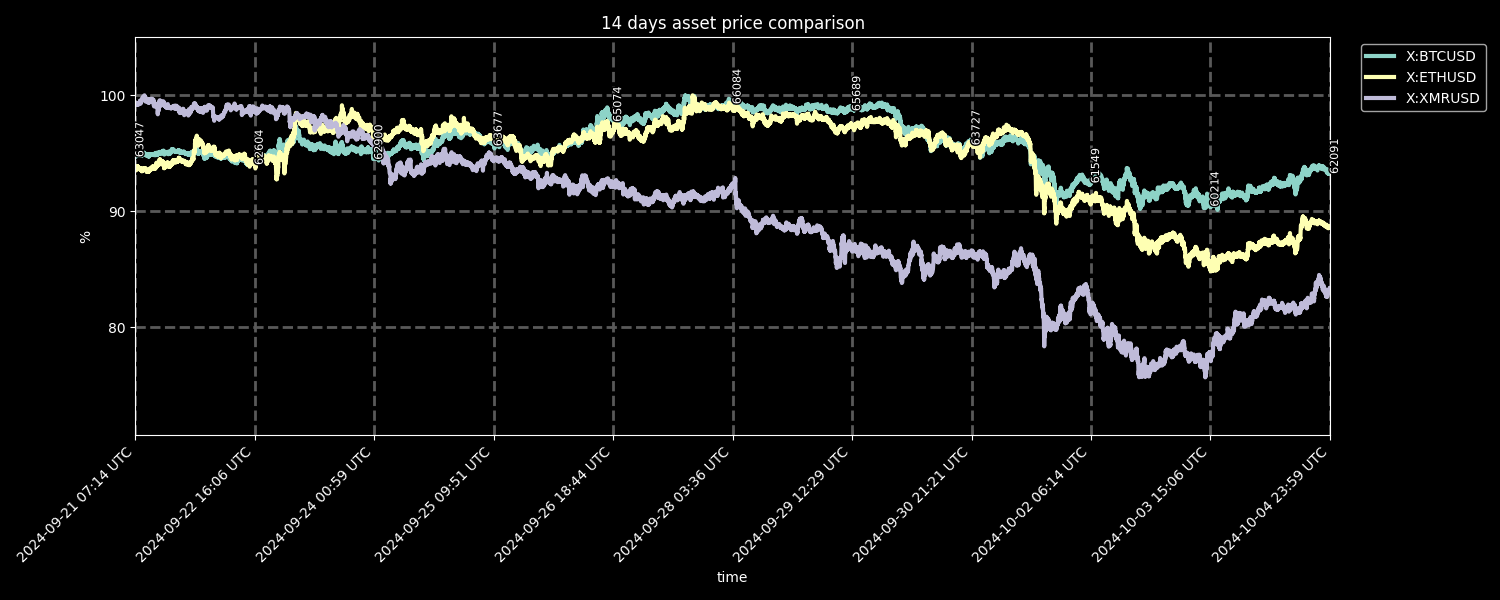 14 days asset price comparison
X:BTCUSD
X:ETHUSD
X:XMRUSD
100
90
80
%
63047
62604
62900
63677
65074
66084
65689
63727
61549
60214
62091
2024-09-21 07:14 UTC
2024-09-22 16:06 UTC
2024-09-24 00:59 UTC
2024-09-25 09:51 UTC
2024-09-26 18:44 UTC
2024-09-28 03:36 UTC
2024-09-29 12:29 UTC
2024-09-30 21:21 UTC
2024-10-02 06:14 UTC
2024-10-03 15:06 UTC
2024-10-04 23:59 UTC
time